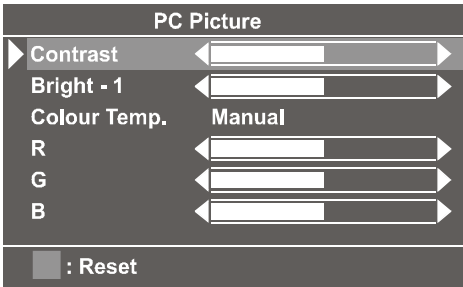 PC Picture
Contrast
Bright - 1
Colour Temp. Manual
R
G
B
: Reset